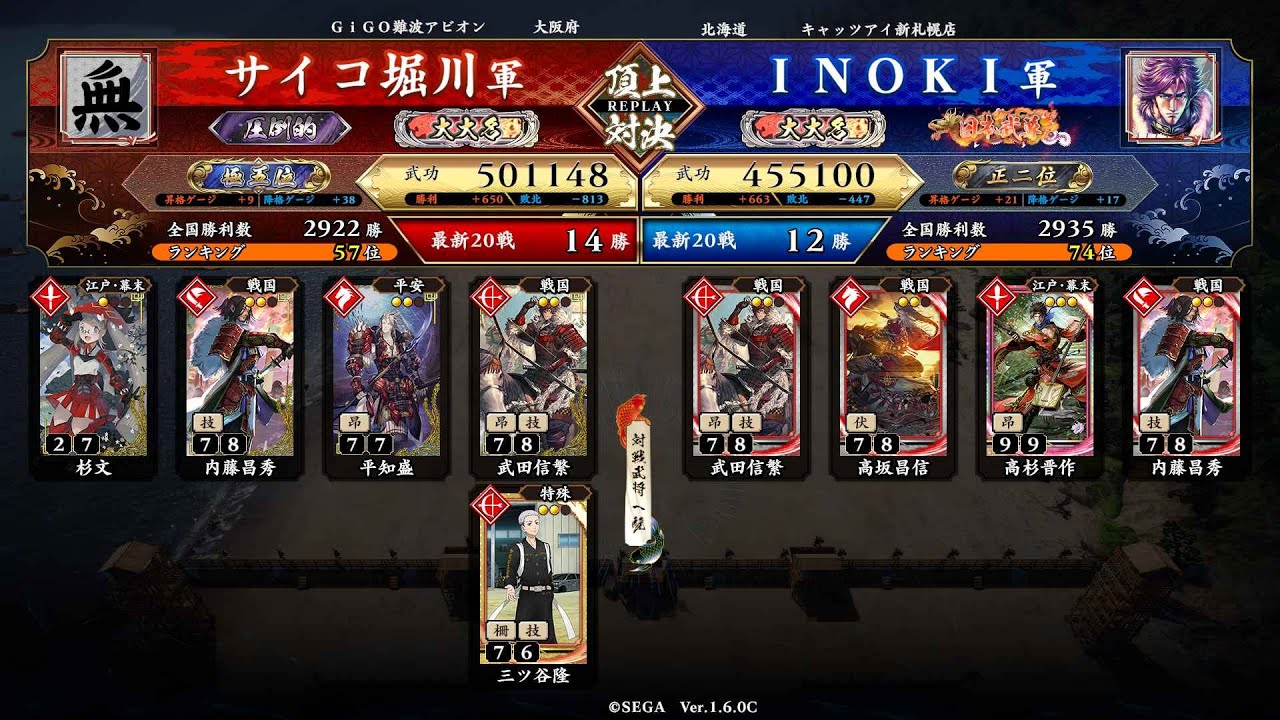 GiGO難波アビオン 大阪府
北海道 キャッツアイ新札幌店
無
サイコ堀川軍
頂上
REPLAY
対決
INOKI軍
圧倒的
大大名
大大名
武功 501148
勝利 +650 敗北 -813
武功 455100
勝利 +663 敗北 -447
正二位
昇格ゲージ +9 降格ゲージ +38
昇格ゲージ +21 降格ゲージ +17
全国勝利数 2922勝
ランキング 57位
最新20戦 14勝
最新20戦 12勝
全国勝利数 2935勝
ランキング 74位
江戸・幕末
2 7
杉文
戦国
技
7 8
内藤昌秀
平安
昂
7 7
平知盛
戦国
昂 技
7 8
武田信繁
特殊
柵 技
7 6
三ツ谷隆
対戦武将一覧
戦国
昂 技
7 8
武田信繁
戦国
伏
7 8
高坂昌信
江戸・幕末
昂
9 9
高杉晋作
戦国
技
7 8
内藤昌秀
©SEGA Ver.1.6.0C